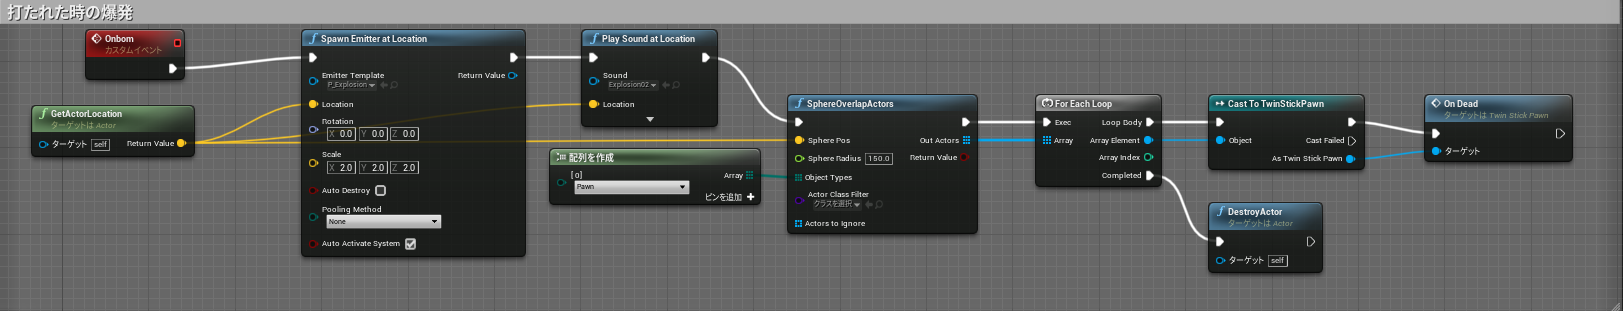 打たれた時の爆発
Onbom
カスタムイベント
GetActorLocation
ターゲットは Actor
ターゲット self Return Value
Spawn Emitter at Location
Emitter Template Return Value
P_Explosion
Location
Rotation
X 0.0 Y 0.0 Z 0.0
Scale
X 2.0 Y 2.0 Z 2.0
Auto Destroy
Pooling Method
None
Auto Activate System
Play Sound at Location
Sound
Explosion02
Location
配列を作成
[0] Array
Pawn
ピンを追加
SphereOverlapActors
Sphere Pos Out Actors
Sphere Radius 150.0 Return Value
Object Types
Actor Class Filter
クラスを選択
Actors to Ignore
For Each Loop
Exec Loop Body
Array Array Element
Array Index
Completed
Cast To TwinStickPawn
Object Cast Failed
As Twin Stick Pawn
DestroyActor
ターゲットは Actor
ターゲット self
On Dead
ターゲットは Twin Stick Pawn
ターゲット